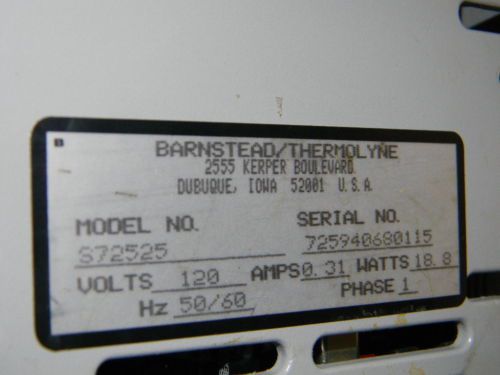 BARNSTEAD/THERMOLYNE
2555 KERPER BOULEVARD
DUBUQUE, IOWA 52001 U.S.A.
MODEL NO. SERIAL NO.
S72525 725940680115
VOLTS 120 AMPS 0.31 WATTS 18.8
Hz 50/60 PHASE 1